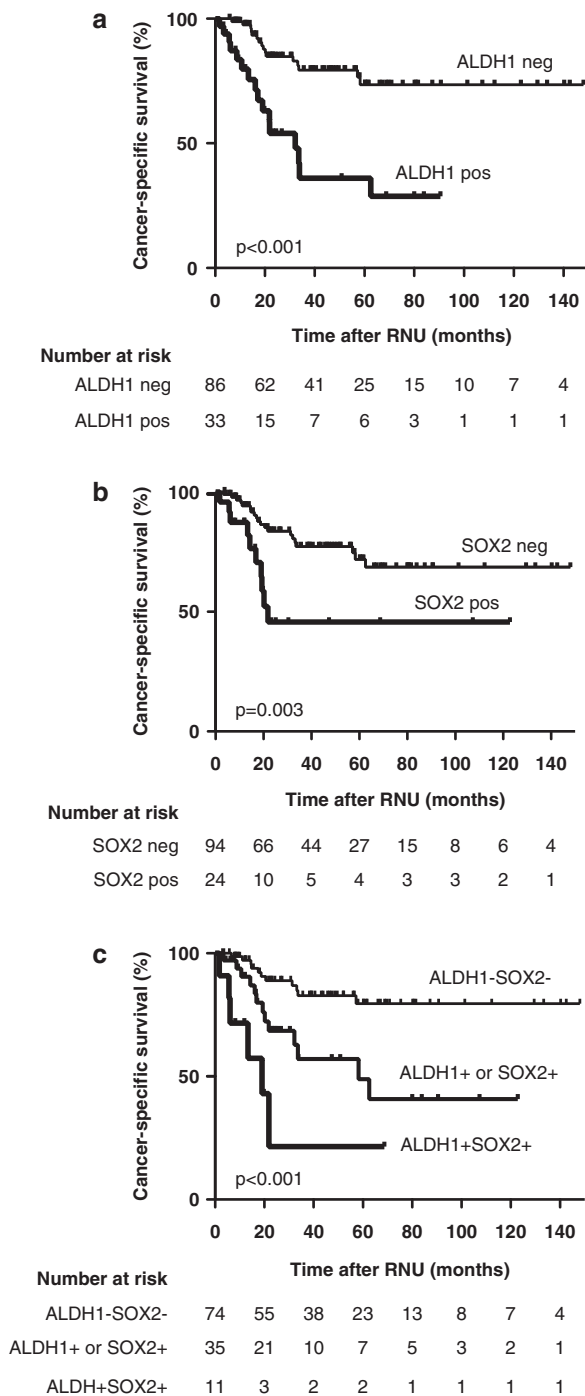 a
Cancer-specific survival (%)
100
50
0
ALDH1 neg
ALDH1 pos
p<0.001
0 20 40 60 80 100 120 140
Time after RNU (months)
Number at risk
ALDH1 neg 86 62 41 25 15 10 7 4
ALDH1 pos 33 15 7 6 3 1 1 1
b
Cancer-specific survival (%)
100
50
0
SOX2 neg
SOX2 pos
p=0.003
0 20 40 60 80 100 120 140
Time after RNU (months)
Number at risk
SOX2 neg 94 66 44 27 15 8 6 4
SOX2 pos 24 10 5 4 3 3 2 1
c
Cancer-specific survival (%)
100
50
0
ALDH1-SOX2-
ALDH1+ or SOX2+
ALDH1+SOX2+
p<0.001
0 20 40 60 80 100 120 140
Time after RNU (months)
Number at risk
ALDH1-SOX2- 74 55 38 23 13 8 7 4
ALDH1+ or SOX2+ 35 21 10 7 5 3 2 1
ALDH+SOX2+ 11 3 2 2 1 1 1 1